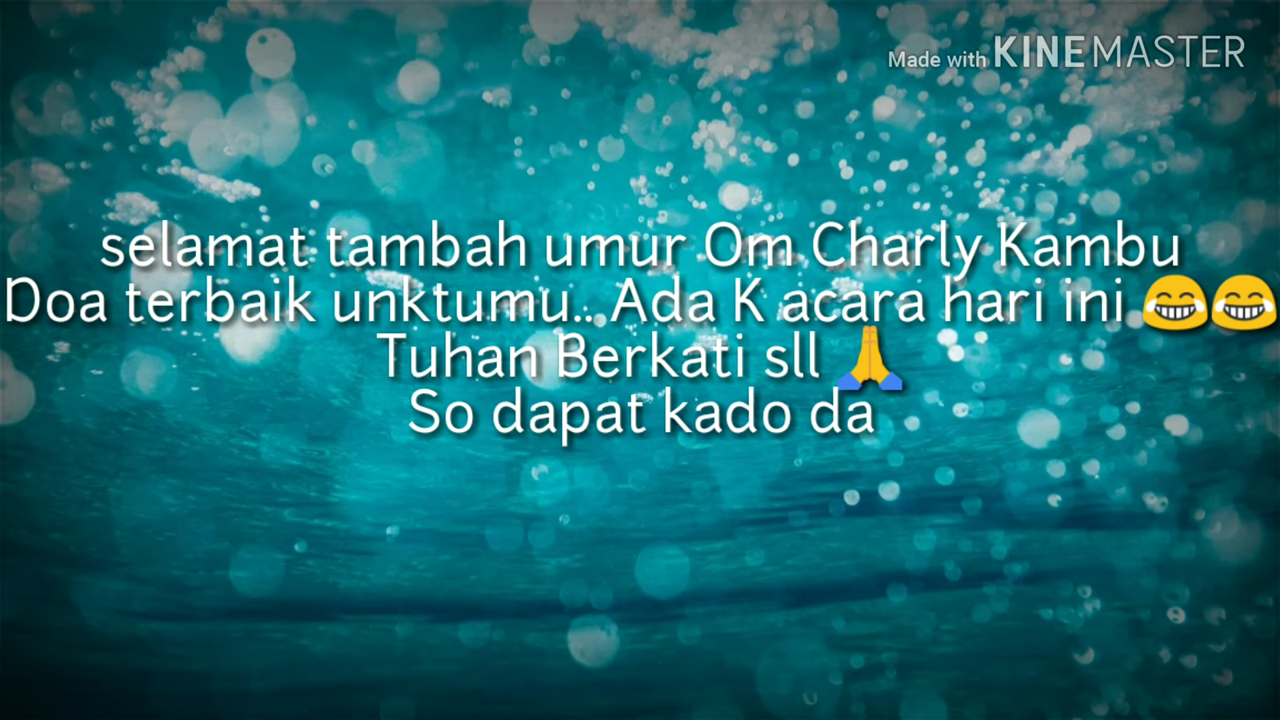 Made with KINEMASTER
selamat tambah umur Om Charly Kambu
Doa terbaik unktumu.. Ada K acara hari ini 😂😂
Tuhan Berkati sll 🙏
So dapat kado da